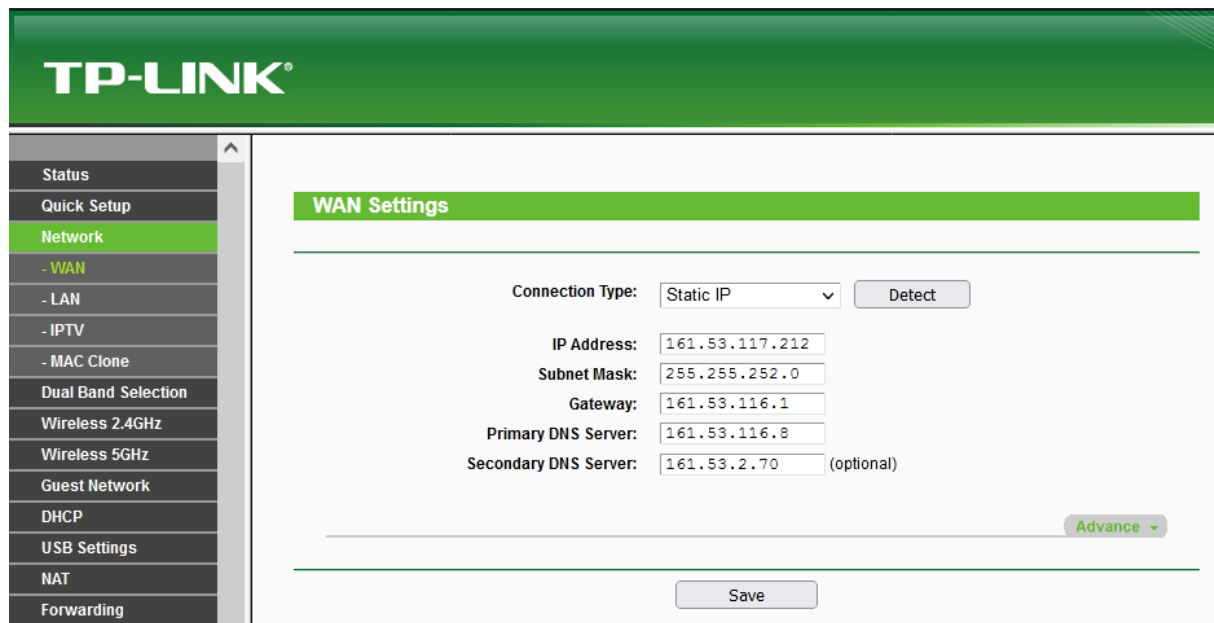 TP-LINK®
Status
Quick Setup
Network
- WAN
- LAN
- IPTV
- MAC Clone
Dual Band Selection
Wireless 2.4GHz
Wireless 5GHz
Guest Network
DHCP
USB Settings
NAT
Forwarding
WAN Settings
Connection Type: Static IP Detect
IP Address: 161.53.117.212
Subnet Mask: 255.255.252.0
Gateway: 161.53.116.1
Primary DNS Server: 161.53.116.8
Secondary DNS Server: 161.53.2.70 (optional)
Advance
Save